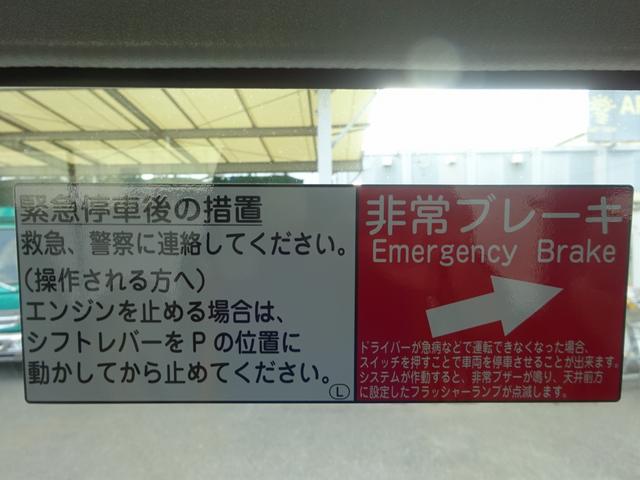 緊急停車後の措置
救急、警察に連絡してください。
(操作される方へ)
エンジンを止める場合は、
シフトレバーをPの位置に
動かしてから止めてください。
L
非常ブレーキ
Emergency Brake
ドライバーが急病などで運転できなくなった場合、
スイッチを押すことで車両を停車させることが出来ます。
システムが作動すると、非常ブザーが鳴り、天井前方
に設定したフラッシャーランプが点滅します。